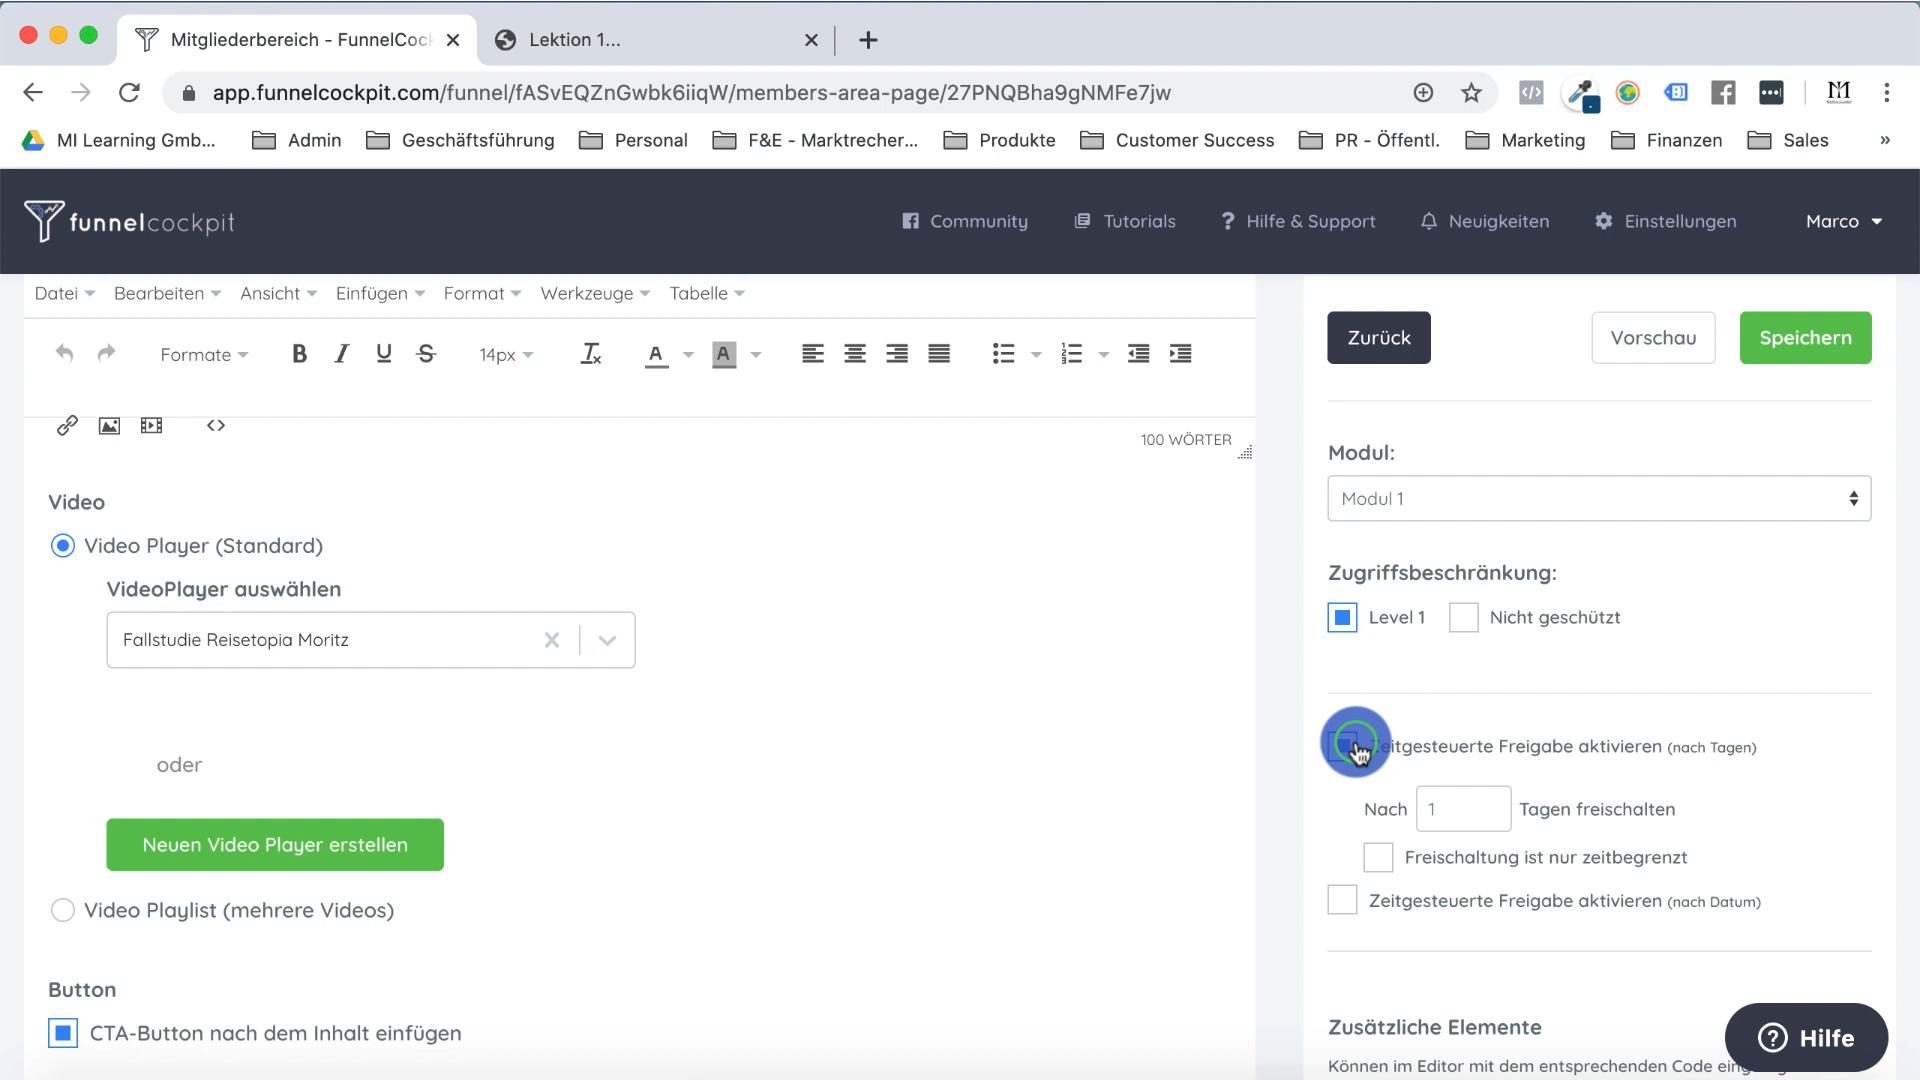 Mitgliederbereich - FunnelCoc
Lektion 1...
app.funnelcockpit.com/funnel/fASvEQZnGwbk6iiqW/members-area-page/27PNQBha9gNMFe7jw
MI Learning Gmb...
Admin
Geschäftsführung
Personal
F&E - Marktrecher...
Produkte
Customer Success
PR - Öffentl.
Marketing
Finanzen
Sales
»
funnelcockpit
Community
Tutorials
Hilfe & Support
Neuigkeiten
Einstellungen
Marco
Datei
Bearbeiten
Ansicht
Einfügen
Format
Werkzeuge
Tabelle
Formate
B
I
U
S
14px
A
A
100 WÖRTER
Video
Video Player (Standard)
VideoPlayer auswählen
Fallstudie Reisetopia Moritz
oder
Neuen Video Player erstellen
Video Playlist (mehrere Videos)
Button
CTA-Button nach dem Inhalt einfügen
Zurück
Vorschau
Speichern
Modul:
Modul 1
Zugriffsbeschränkung:
Level 1
Nicht geschützt
Zeitgesteuerte Freigabe aktivieren (nach Tagen)
Nach 1 Tagen freischalten
Freischaltung ist nur zeitbegrenzt
Zeitgesteuerte Freigabe aktivieren (nach Datum)
Zusätzliche Elemente
Können im Editor mit dem entsprechenden Code
Hilfe